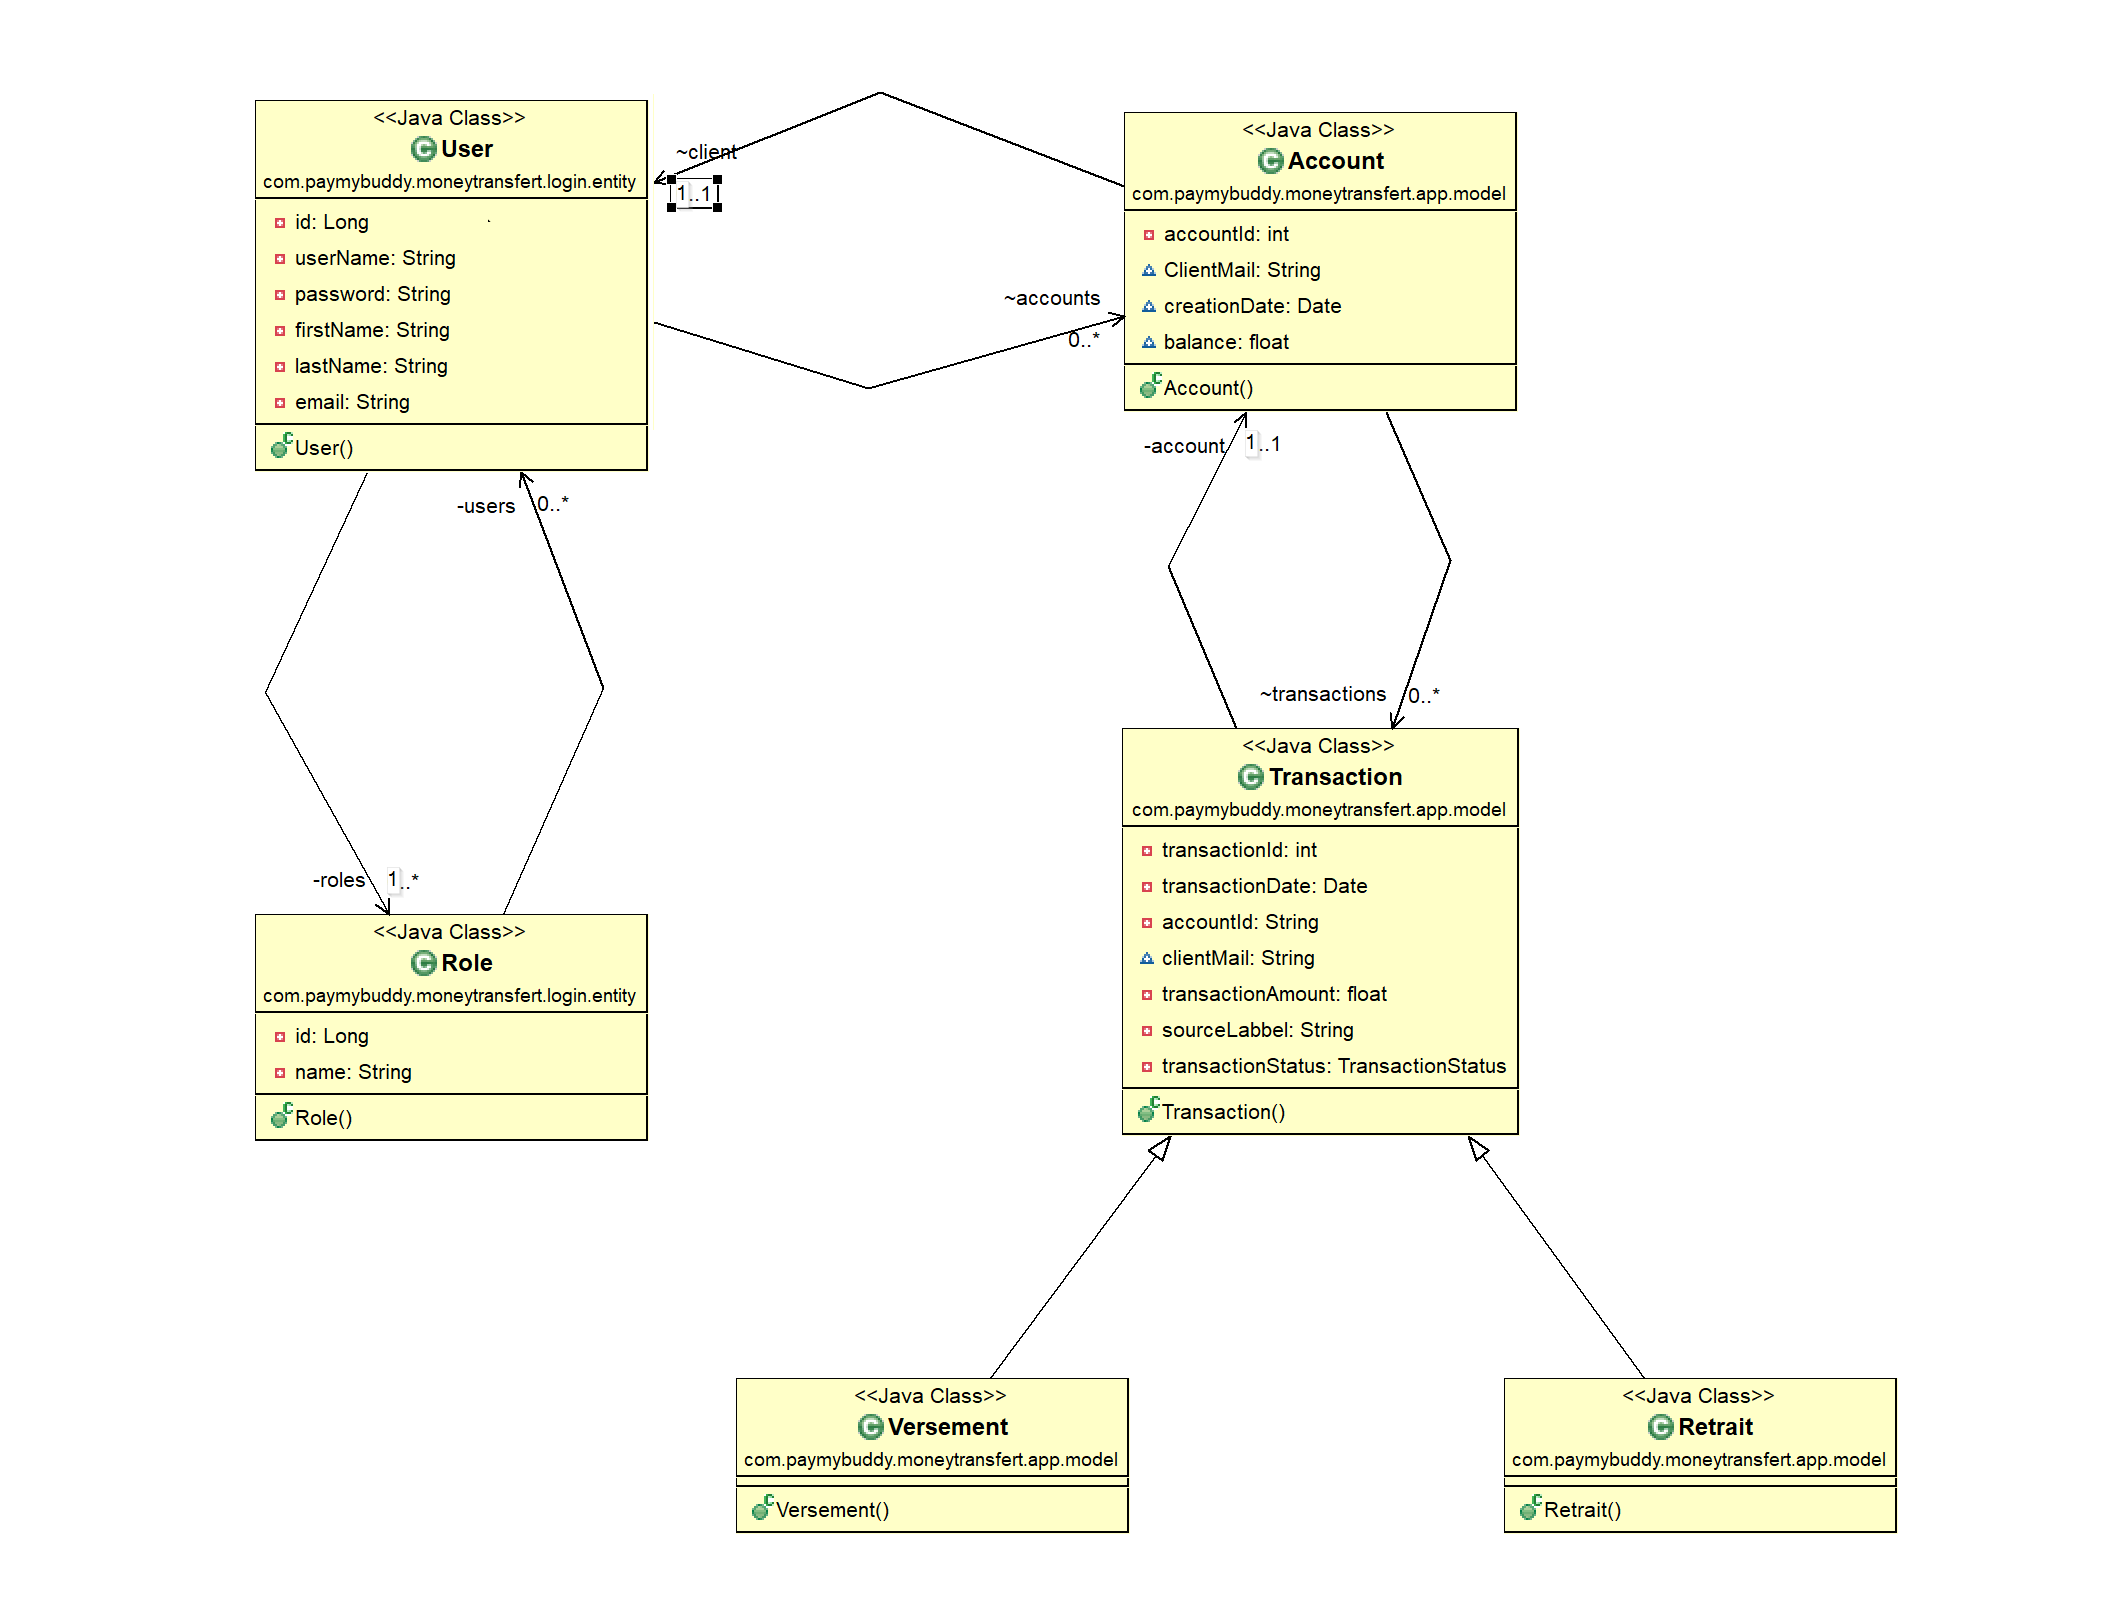 <<Java Class>>
User
com.paymybuddy.moneytransfert.login.entity
id: Long
userName: String
password: String
firstName: String
lastName: String
email: String
User()
~client
1..1
~accounts
0..*
<<Java Class>>
Account
com.paymybuddy.moneytransfert.app.model
accountId: int
ClientMail: String
creationDate: Date
balance: float
Account()
-account
1..1
-users
0..*
~transactions
0..*
-roles
1..*
<<Java Class>>
Role
com.paymybuddy.moneytransfert.login.entity
id: Long
name: String
Role()
<<Java Class>>
Transaction
com.paymybuddy.moneytransfert.app.model
transactionId: int
transactionDate: Date
accountId: String
clientMail: String
transactionAmount: float
sourceLabbel: String
transactionStatus: TransactionStatus
Transaction()
<<Java Class>>
Versement
com.paymybuddy.moneytransfert.app.model
Versement()
<<Java Class>>
Retrait
com.paymybuddy.moneytransfert.app.model
Retrait()